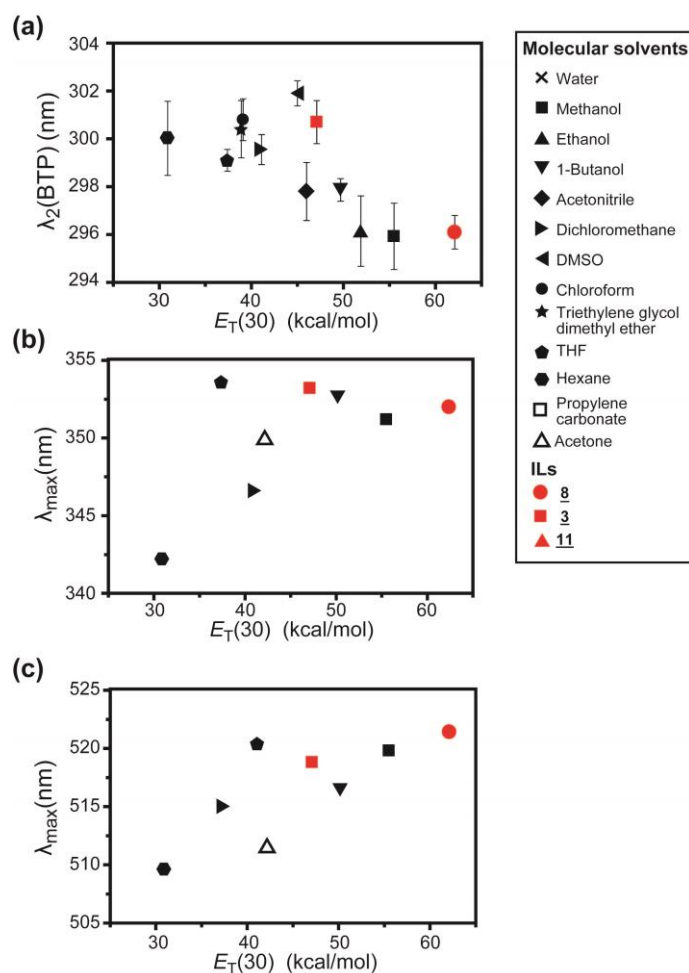 (a)
304
302
300
298
296
294
λ2(BTP) (nm)
30 40 50 60
ET(30) (kcal/mol)
(b)
355
350
345
340
λmax(nm)
30 40 50 60
ET(30) (kcal/mol)
(c)
525
520
515
510
505
λmax(nm)
30 40 50 60
ET(30) (kcal/mol)
Molecular solvents
Water
Methanol
Ethanol
1-Butanol
Acetonitrile
Dichloromethane
DMSO
Chloroform
Triethylene glycol
dimethyl ether
THF
Hexane
Propylene
carbonate
Acetone
ILs
8
3
11